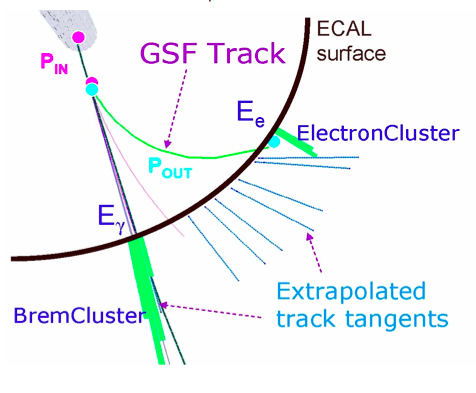 ECAL
surface
GSF Track
P_IN
E_e
ElectronCluster
P_OUT
E_γ
Extrapolated
track tangents
BremCluster